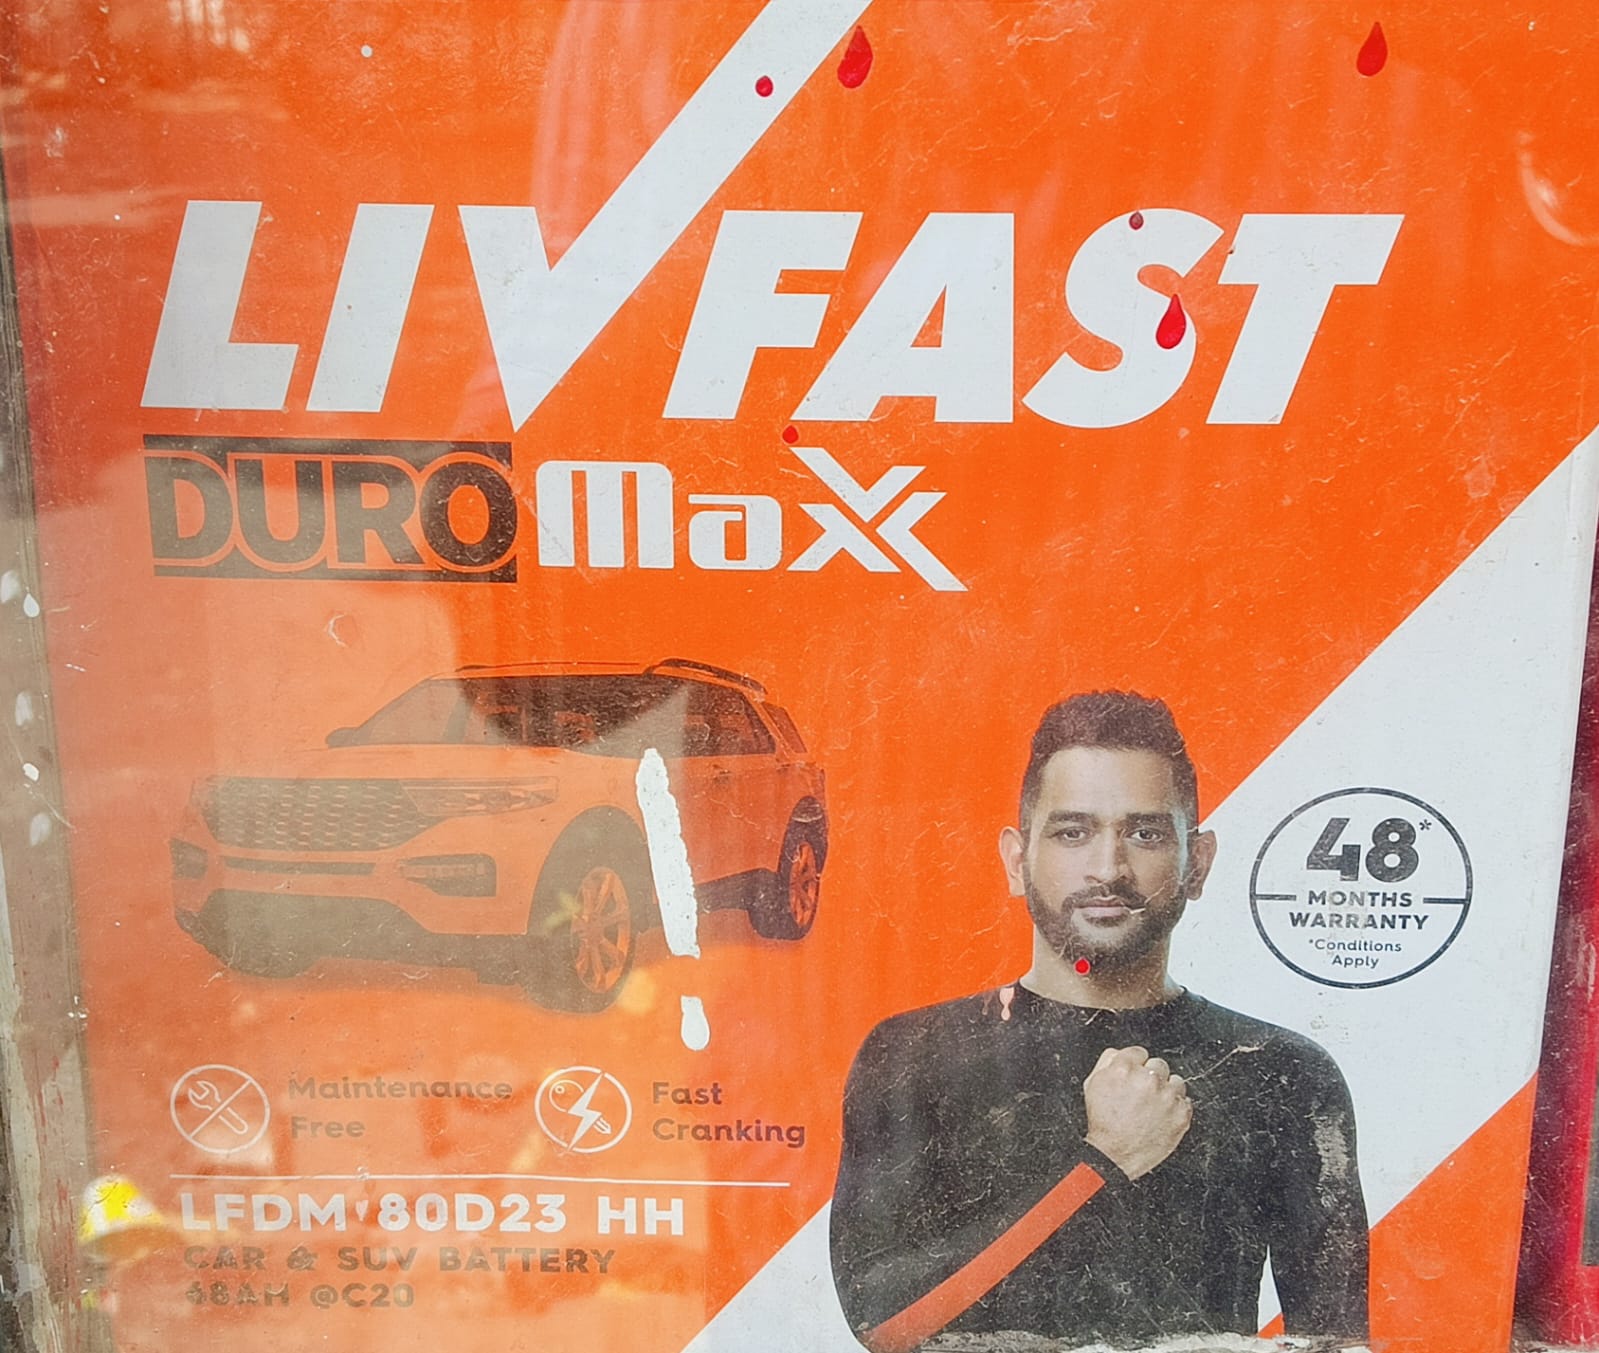 LIVFAST
DURO Maxx
48*
MONTHS
WARRANTY
*Conditions
Apply
Maintenance
Free
Fast
Cranking
LFDM 80D23 HH
CAR & SUV BATTERY
68AH @C20